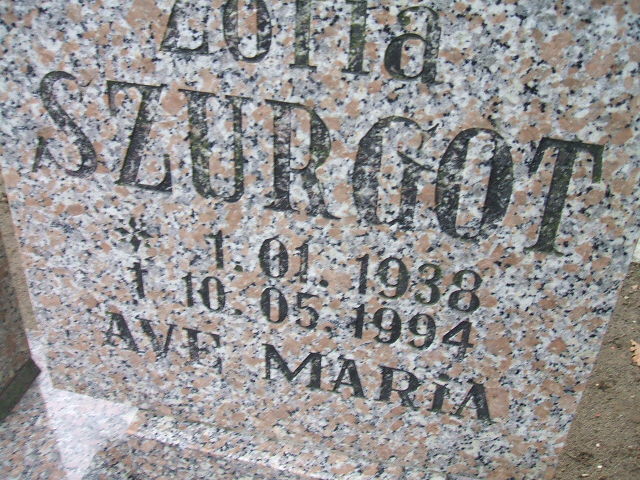 Zofia
SZURGOT
* 1. 01. 1938
† 10. 05. 1994
AVE MARIA